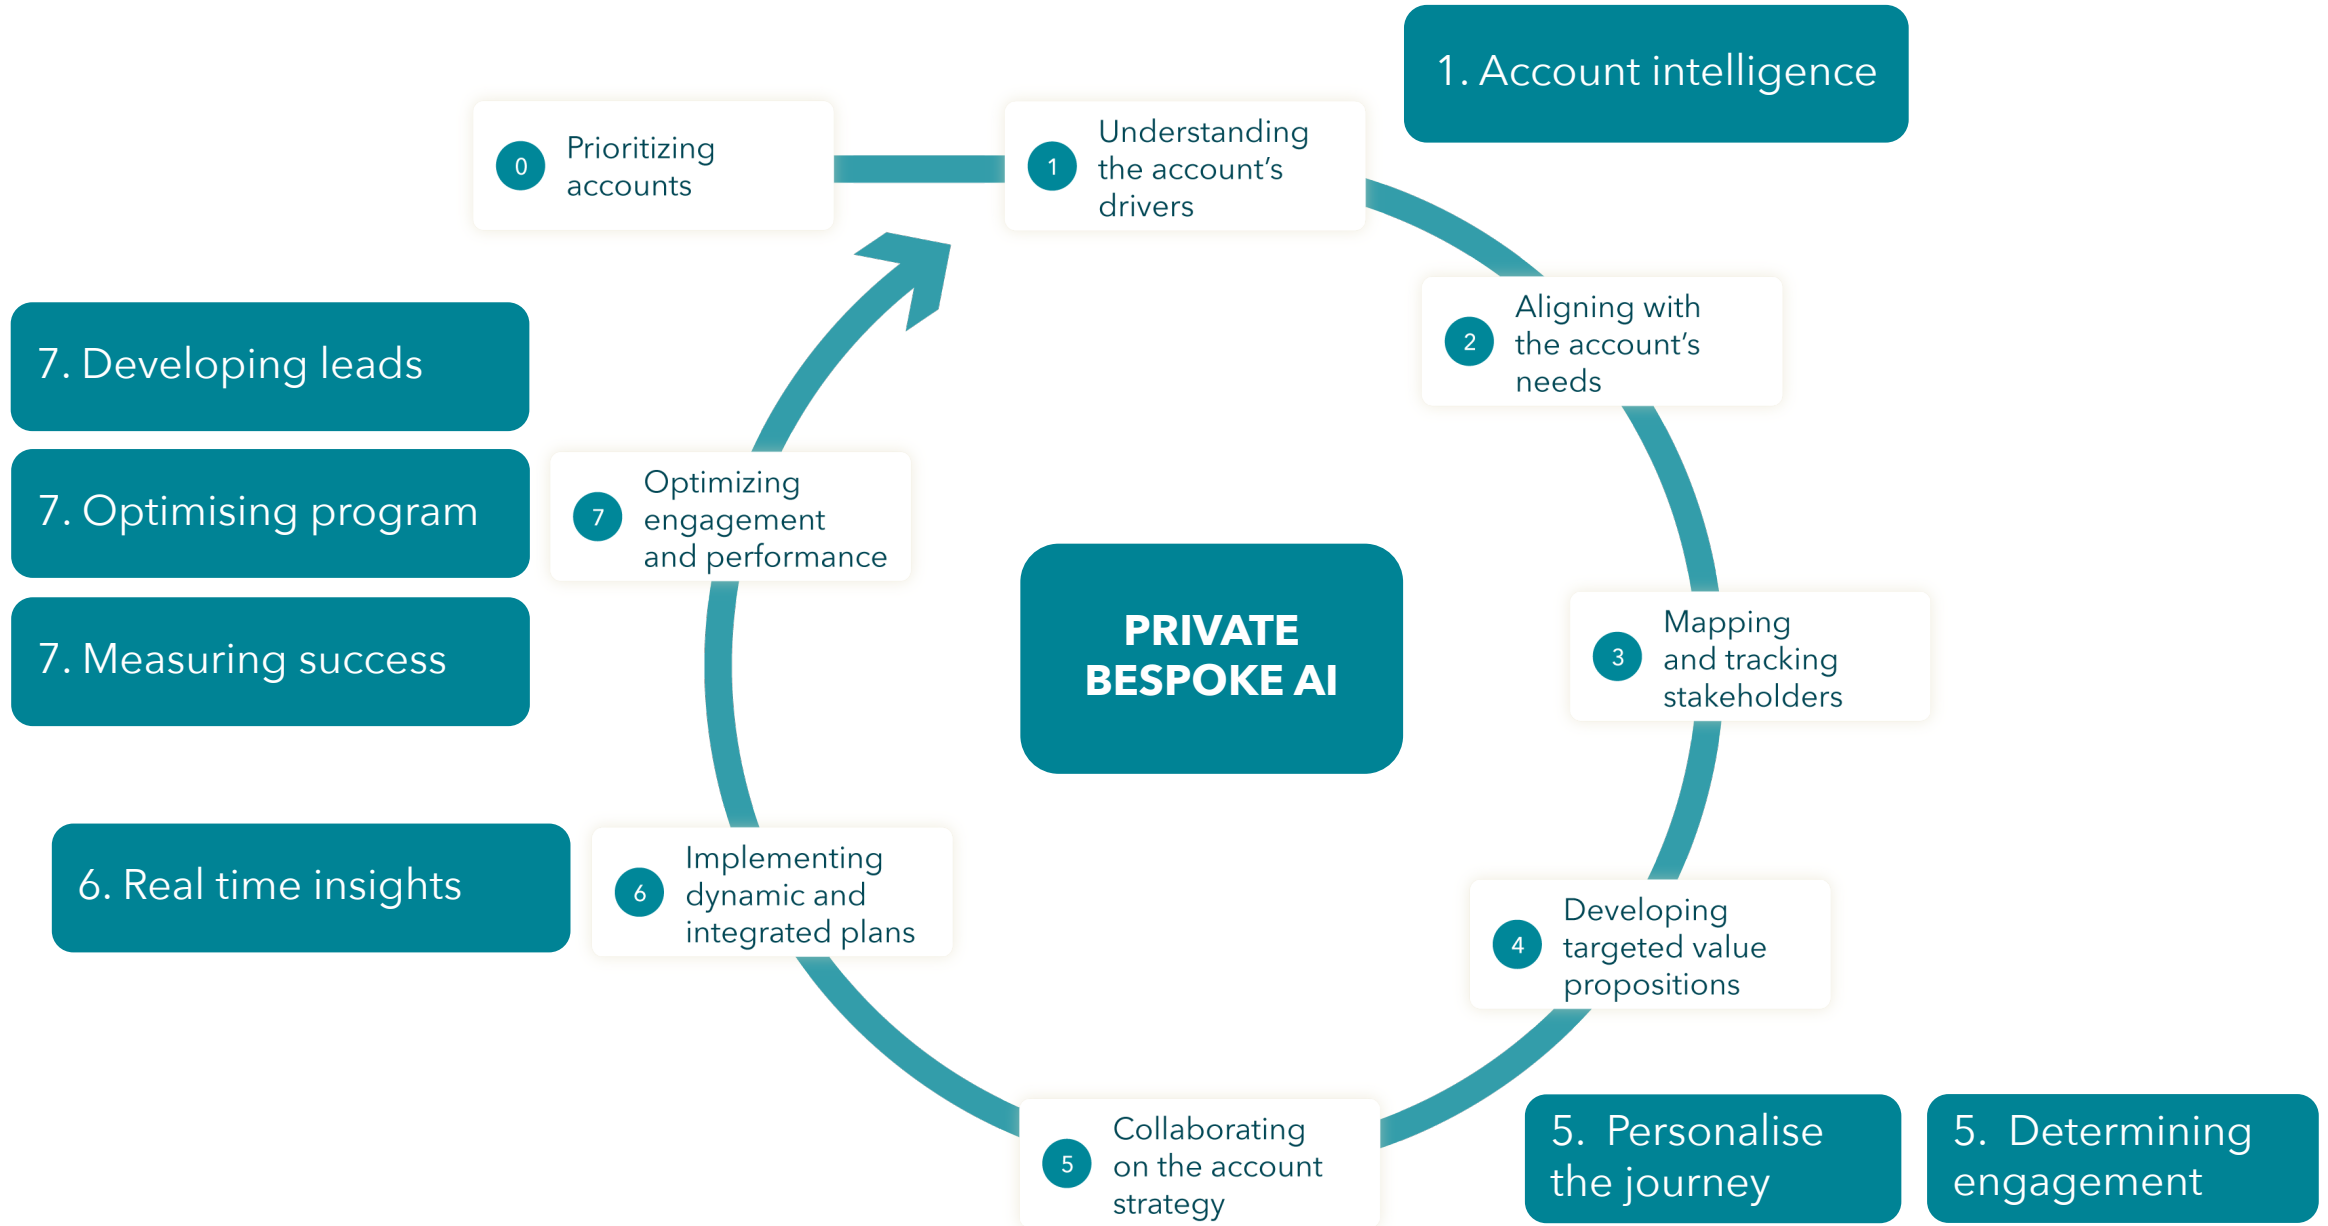 1. Account intelligence
0
Prioritizing
accounts
1
Understanding
the account’s
drivers
2
Aligning with
the account’s
needs
7. Developing leads
7. Optimising program
7. Measuring success
7
Optimizing
engagement
and performance
PRIVATE
BESPOKE AI
3
Mapping
and tracking
stakeholders
6. Real time insights
6
Implementing
dynamic and
integrated plans
4
Developing
targeted value
propositions
5
Collaborating
on the account
strategy
5. Personalise
the journey
5. Determining
engagement